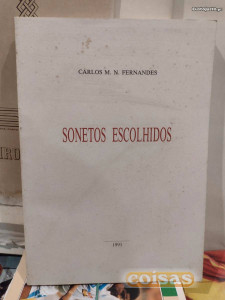 CARLOS M. N. FERNANDES
SONETOS ESCOLHIDOS
coisas